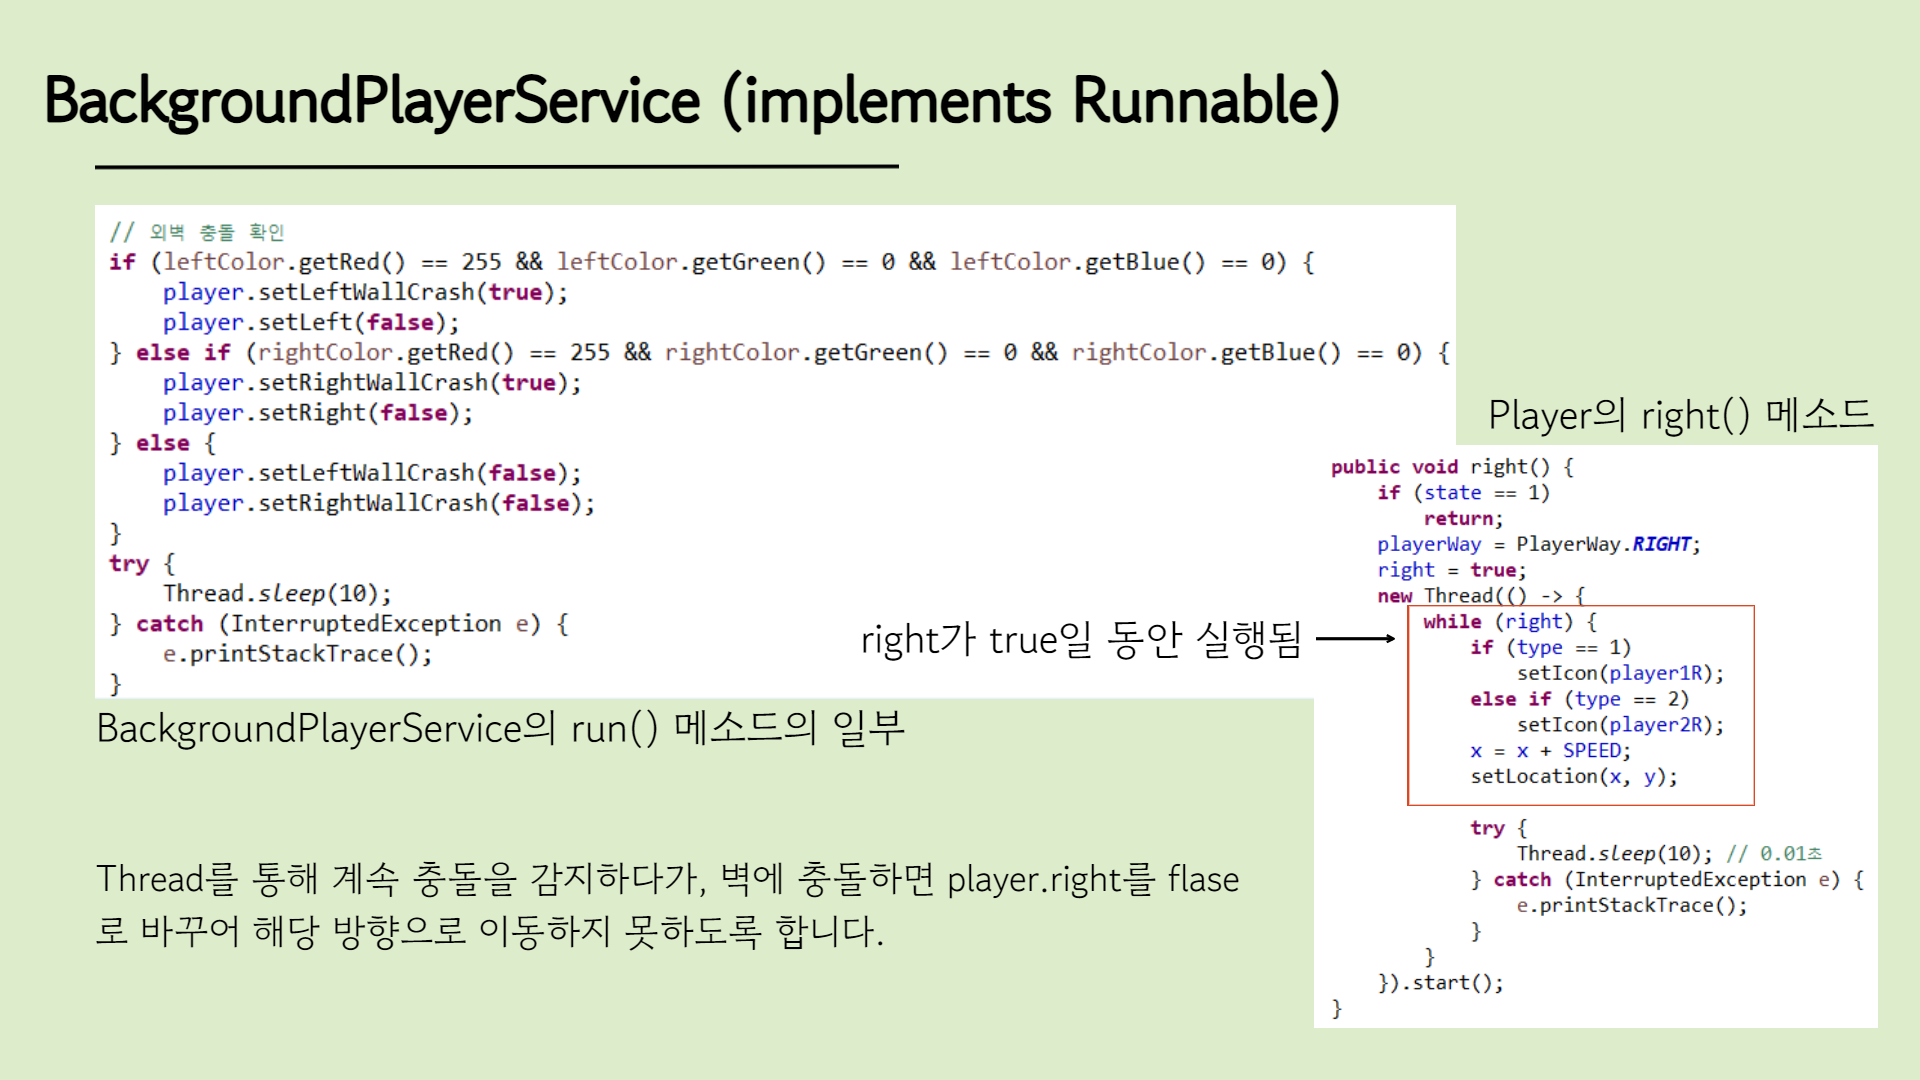 BackgroundPlayerService (implements Runnable)
// 외벽 충돌 확인
if (leftColor.getRed() == 255 && leftColor.getGreen() == 0 && leftColor.getBlue() == 0) {
    player.setLeftWallCrash(true);
    player.setLeft(false);
} else if (rightColor.getRed() == 255 && rightColor.getGreen() == 0 && rightColor.getBlue() == 0) {
    player.setRightWallCrash(true);
    player.setRight(false);
} else {
    player.setLeftWallCrash(false);
    player.setRightWallCrash(false);
}
try {
    Thread.sleep(10);
} catch (InterruptedException e) {
    e.printStackTrace();
}
BackgroundPlayerService의 run() 메소드의 일부
Player의 right() 메소드
public void right() {
    if (state == 1)
        return;
    playerWay = PlayerWay.RIGHT;
    right = true;
    new Thread(() -> {
        while (right) {
            if (type == 1)
                setIcon(player1R);
            else if (type == 2)
                setIcon(player2R);
            x = x + SPEED;
            setLocation(x, y);
            try {
                Thread.sleep(10); // 0.01초
            } catch (InterruptedException e) {
                e.printStackTrace();
            }
        }
    }).start();
}
right가 true일 동안 실행됨
Thread를 통해 계속 충돌을 감지하다가, 벽에 충돌하면 player.right를 flase
로 바꾸어 해당 방향으로 이동하지 못하도록 합니다.